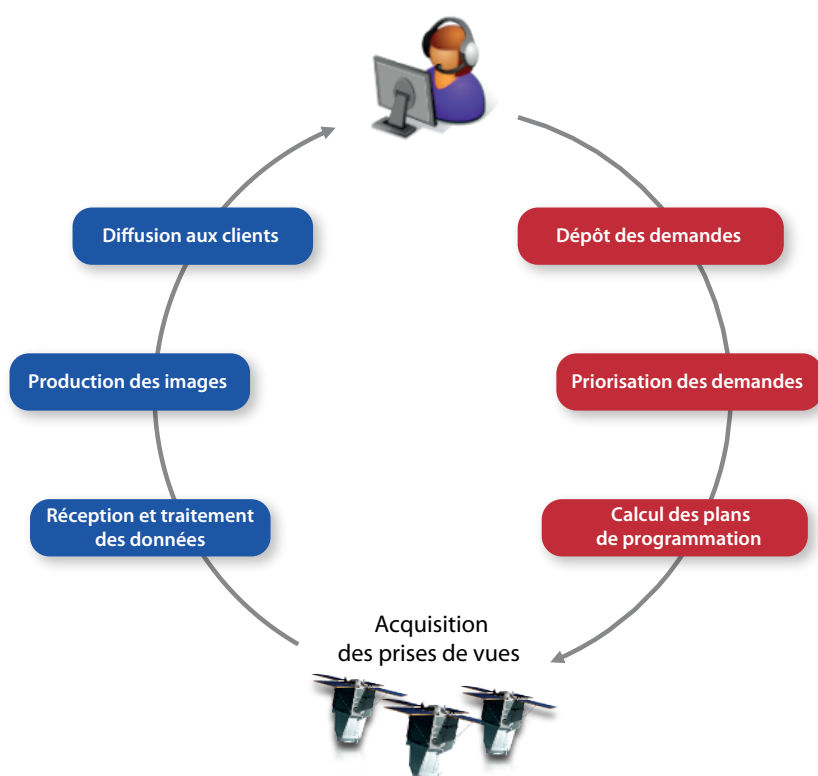 Diffusion aux clients
Dépôt des demandes
Production des images
Priorisation des demandes
Réception et traitement
des données
Calcul des plans
de programmation
Acquisition
des prises de vues